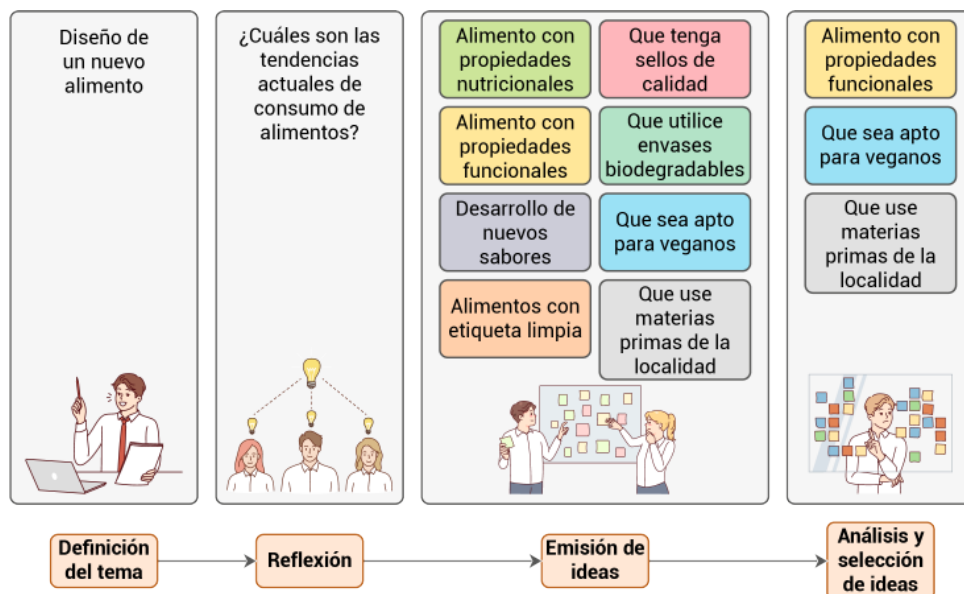 Diseño de
un nuevo
alimento
¿Cuáles son las
tendencias
actuales de
consumo de
alimentos?
Alimento con
propiedades
nutricionales
Que tenga
sellos de
calidad
Alimento con
propiedades
funcionales
Que utilice
envases
biodegradables
Desarrollo de
nuevos
sabores
Que sea apto
para veganos
Alimentos con
etiqueta limpia
Que use
materias
primas de la
localidad
Alimento con
propiedades
funcionales
Que sea apto
para veganos
Que use
materias
primas de la
localidad
Definición
del tema
Reflexión
Emisión de
ideas
Análisis y
selección
de ideas